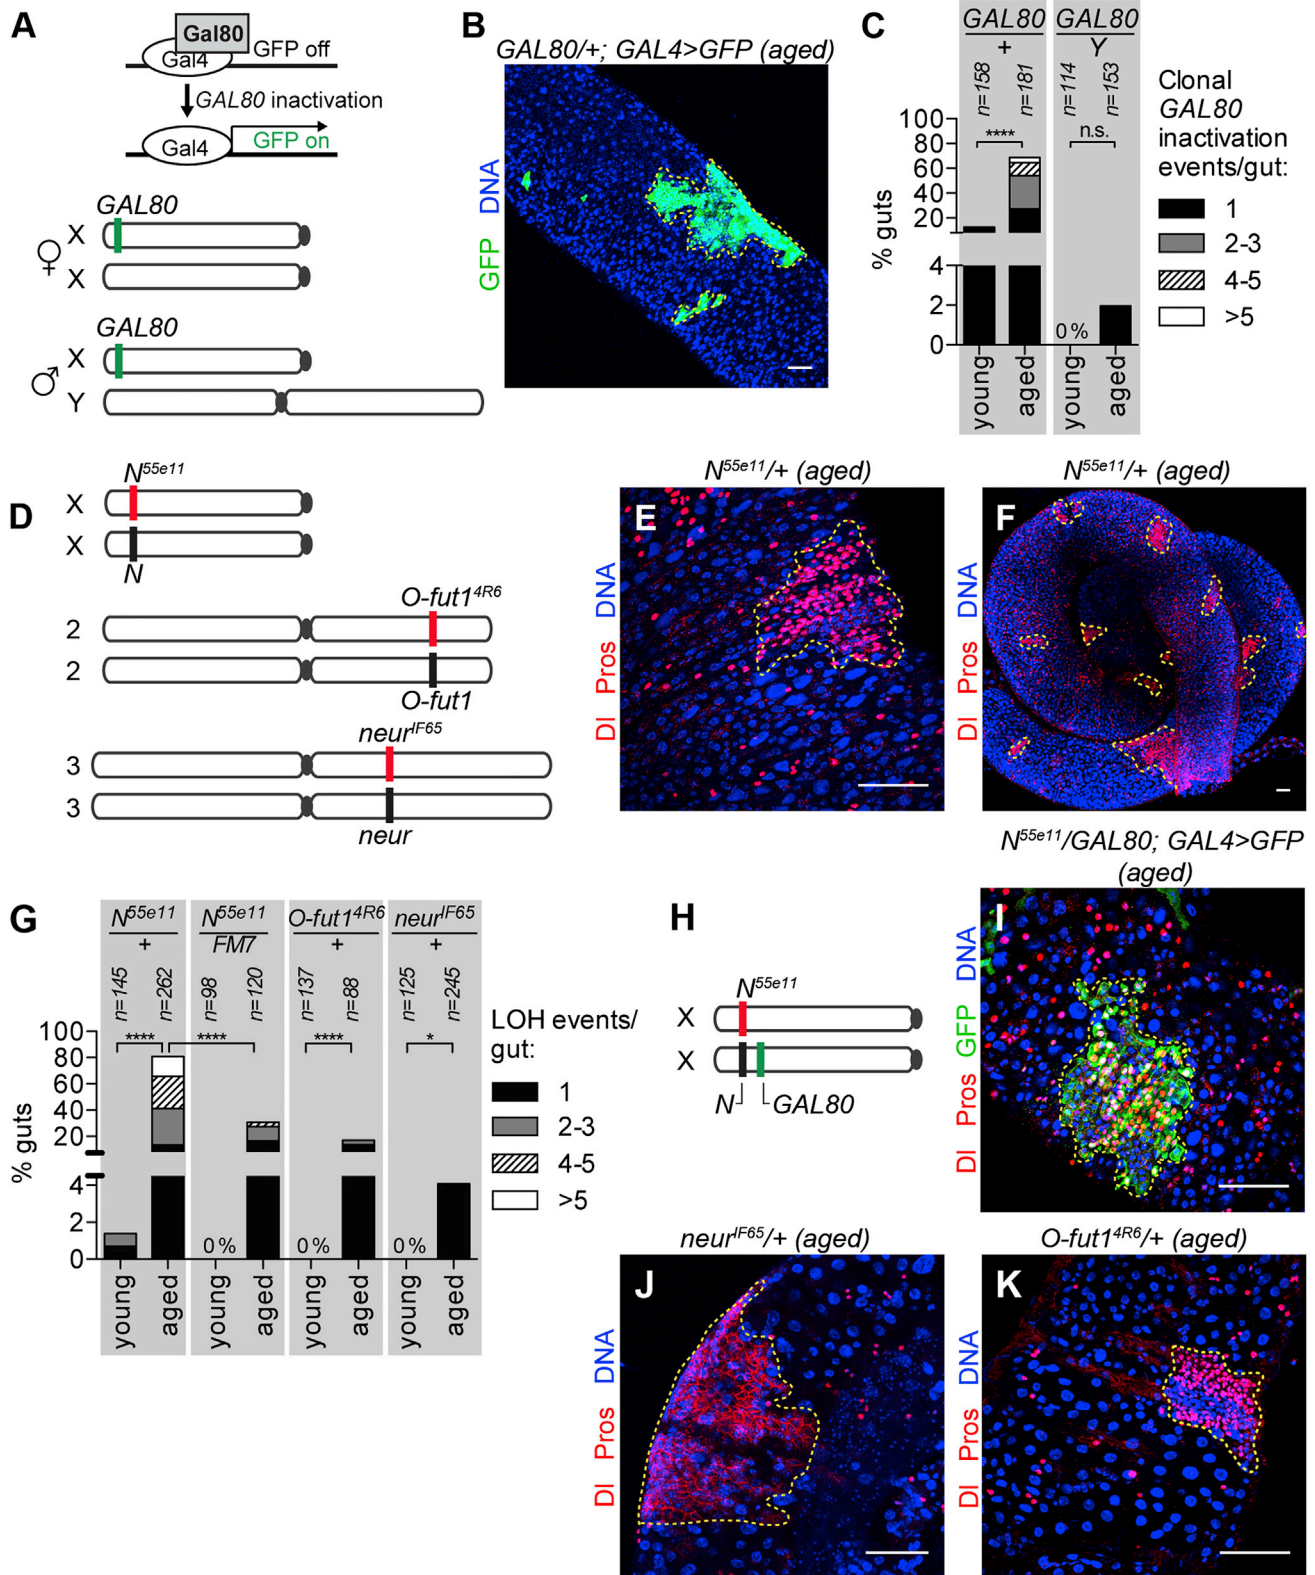 A
Gal80
Gal4
GFP off
GAL80 inactivation
Gal4
GFP on
GAL80
♀ X
X
GAL80
♂ X
Y
B
GAL80/+; GAL4>GFP (aged)
GFP DNA
C
GAL80 GAL80
+ Y
n=158 n=181 n=114 n=153
**** n.s.
% guts
100
80
60
40
20
4
2
0
0 %
young aged young aged
Clonal
GAL80
inactivation
events/gut:
1
2-3
4-5
>5
D
N55e11
X
X
N
O-fut14R6
2
2
O-fut1
neurIF65
3
3
neur
N55e11/+ (aged)
E
Dl Pros DNA
N55e11/+ (aged)
F
Dl Pros DNA
G
N55e11 N55e11 O-fut14R6 neurIF65
+ FM7 + +
n=145 n=262 n=98 n=120 n=137 n=88 n=125 n=245
**** **** **** *
% guts
100
80
60
40
20
4
2
0
0 % 0 % 0 %
young aged young aged young aged young aged
LOH events/
gut:
1
2-3
4-5
>5
H
N55e11
X
X
N GAL80
N55e11/GAL80; GAL4>GFP
(aged)
I
Dl Pros GFP DNA
neurIF65/+ (aged)
J
Dl Pros DNA
O-fut14R6/+ (aged)
K
Dl Pros DNA